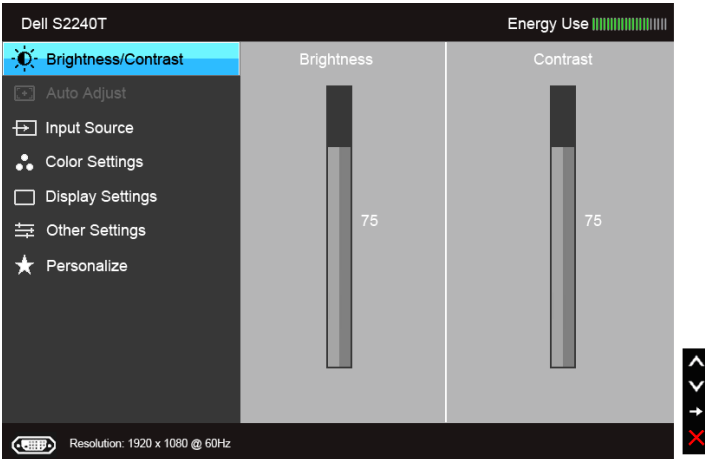 Dell S2240T
Energy Use
Brightness/Contrast
Brightness
Contrast
Auto Adjust
Input Source
Color Settings
Display Settings
75
75
Other Settings
Personalize
Resolution: 1920 x 1080 @ 60Hz